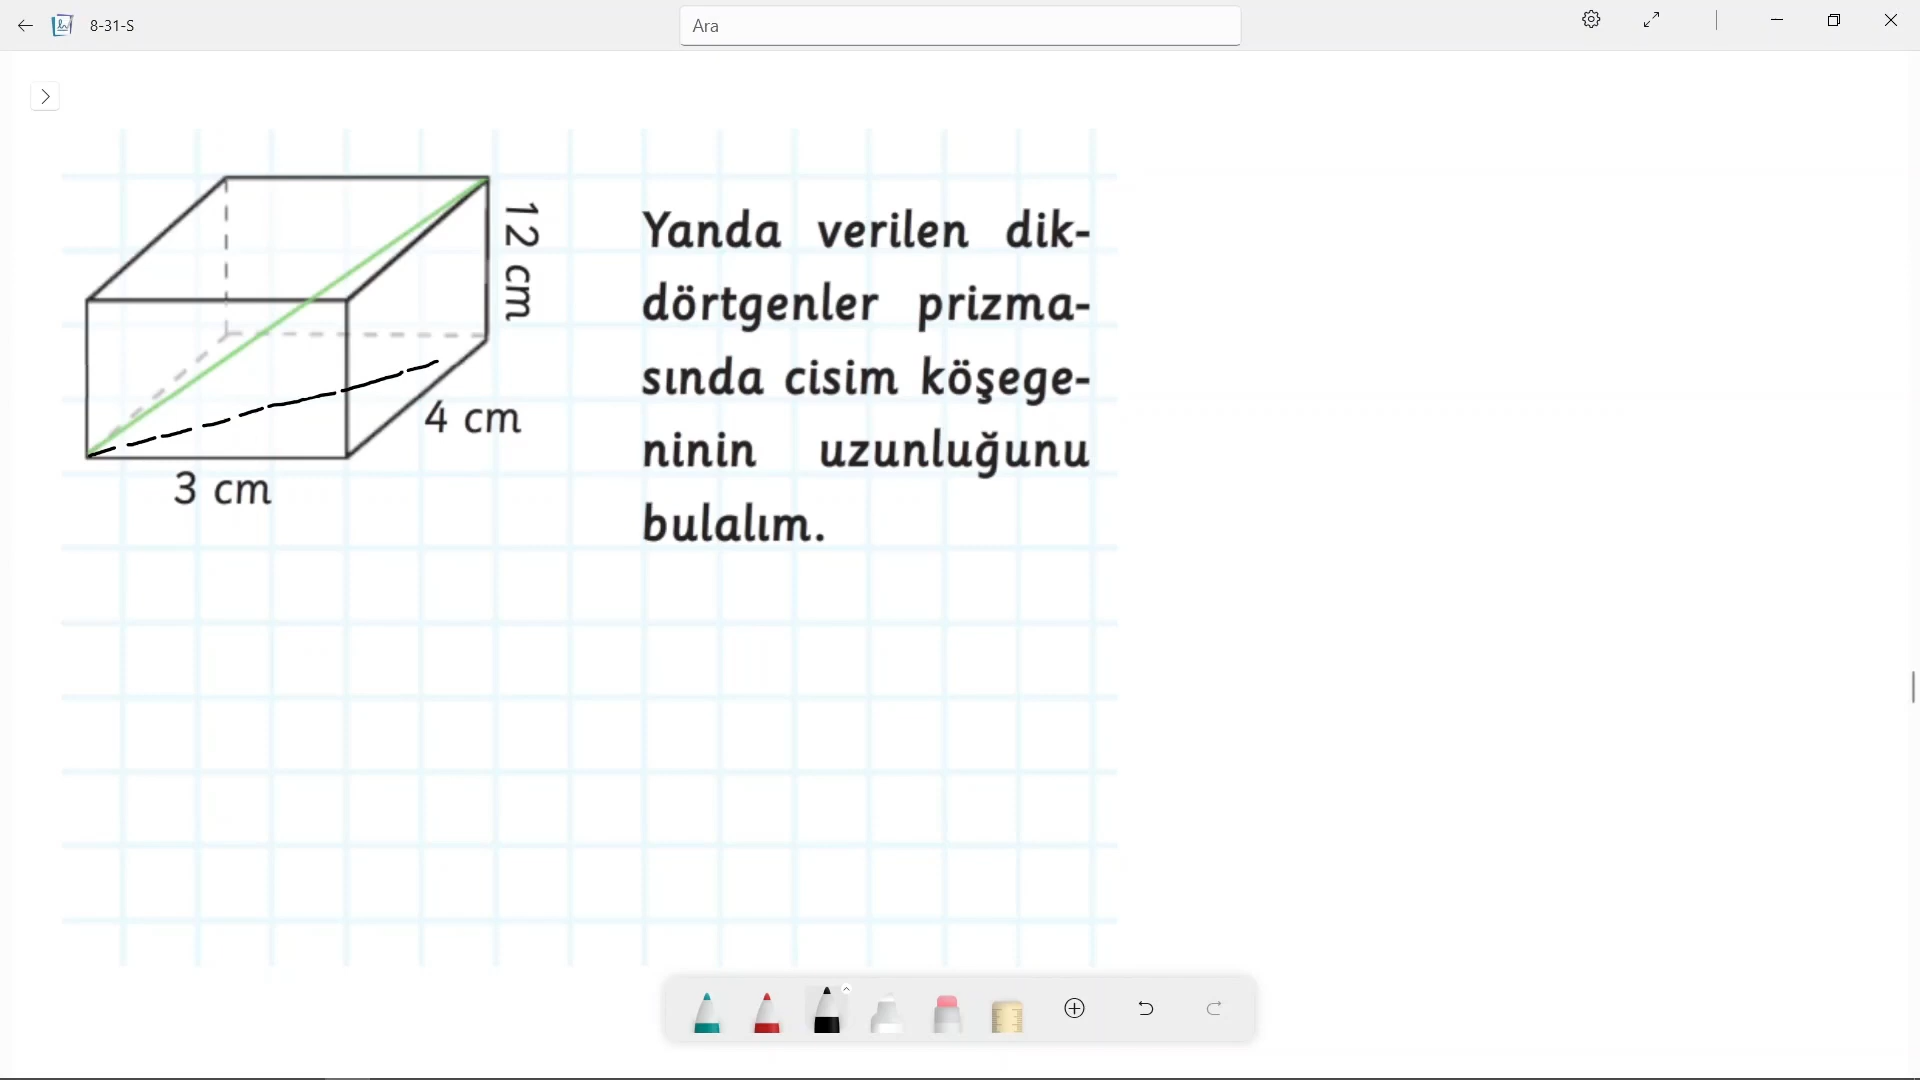 8-31-S
Ara
12 cm
4 cm
3 cm
Yanda verilen dik-
dörtgenler prizma-
sında cisim köşege-
ninin uzunluğunu
bulalım.